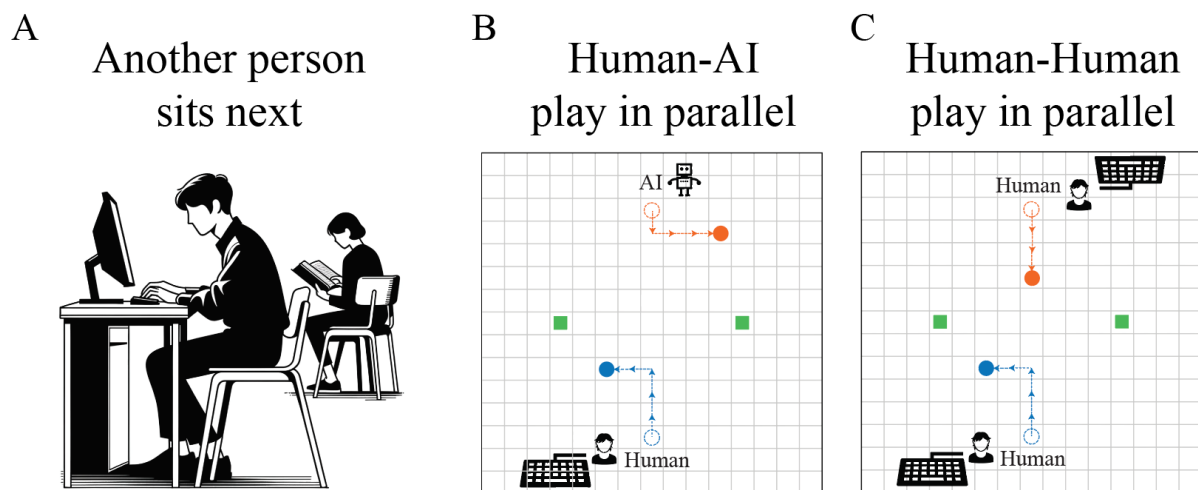 A
Another person
sits next
B
Human-AI
play in parallel
AI
Human
C
Human-Human
play in parallel
Human
Human